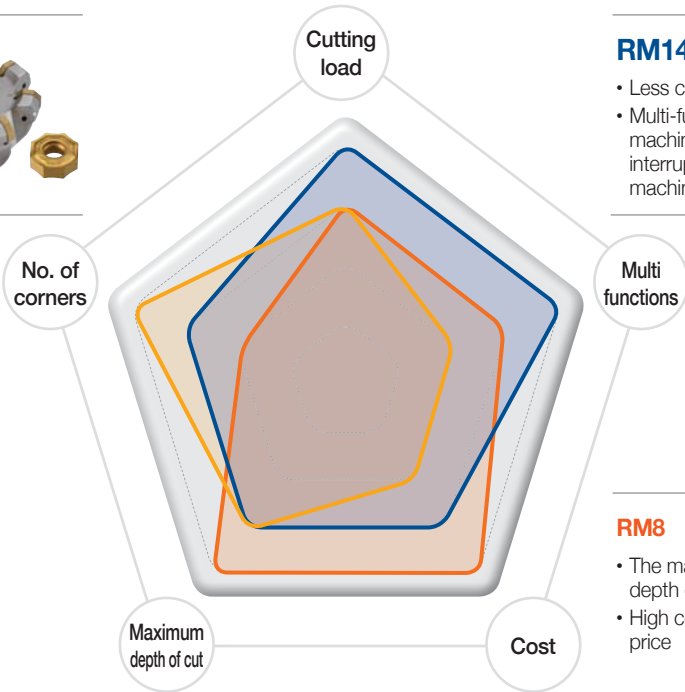 Cutting
load
RM14
• Less c
• Multi-fu
machin
interrup
machin
No. of
corners
Multi
functions
RM8
• The ma
depth
• High c
price
Maximum
depth of cut
Cost